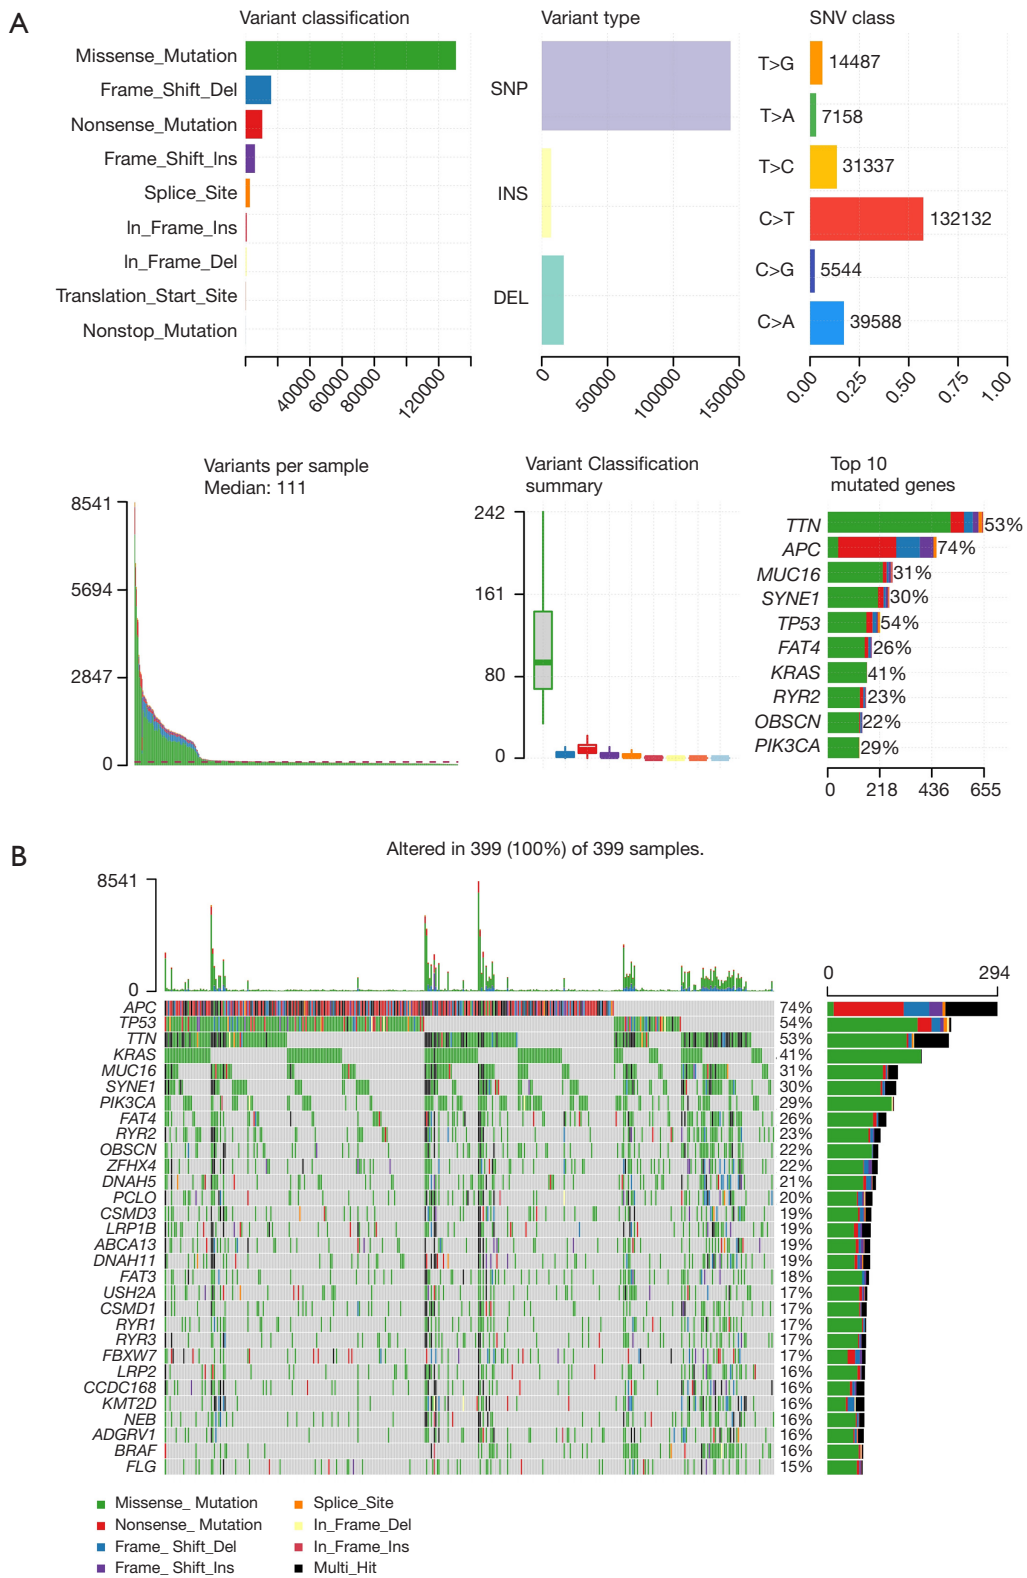 A
Variant classification
Missense_Mutation
Frame_Shift_Del
Nonsense_Mutation
Frame_Shift_Ins
Splice_Site
In_Frame_Ins
In_Frame_Del
Translation_Start_Site
Nonstop_Mutation
40000
60000
80000
120000
Variant type
SNP
INS
DEL
0
50000
100000
150000
SNV class
T>G 14487
T>A 7158
T>C 31337
C>T 132132
C>G 5544
C>A 39588
0.00
0.25
0.50
0.75
1.00
Variants per sample
Median: 111
8541
5694
2847
0
Variant Classification
summary
242
161
80
0
Top 10
mutated genes
TTN 53%
APC 74%
MUC16 31%
SYNE1 30%
TP53 54%
FAT4 26%
KRAS 41%
RYR2 23%
OBSCN 22%
PIK3CA 29%
0 218 436 655
B
Altered in 399 (100%) of 399 samples.
8541
0
0 294
APC 74%
TP53 54%
TTN 53%
KRAS 41%
MUC16 31%
SYNE1 30%
PIK3CA 29%
FAT4 26%
RYR2 23%
OBSCN 22%
ZFHX4 22%
DNAH5 21%
PCLO 20%
CSMD3 19%
LRP1B 19%
ABCA13 19%
DNAH11 19%
FAT3 18%
USH2A 17%
CSMD1 17%
RYR1 17%
RYR3 17%
FBXW7 17%
LRP2 16%
CCDC168 16%
KMT2D 16%
NEB 16%
ADGRV1 16%
BRAF 16%
FLG 15%
Missense_ Mutation
Nonsense_ Mutation
Frame_ Shift_Del
Frame_ Shift_Ins
Splice_Site
In_Frame_Del
In_Frame_Ins
Multi_Hit